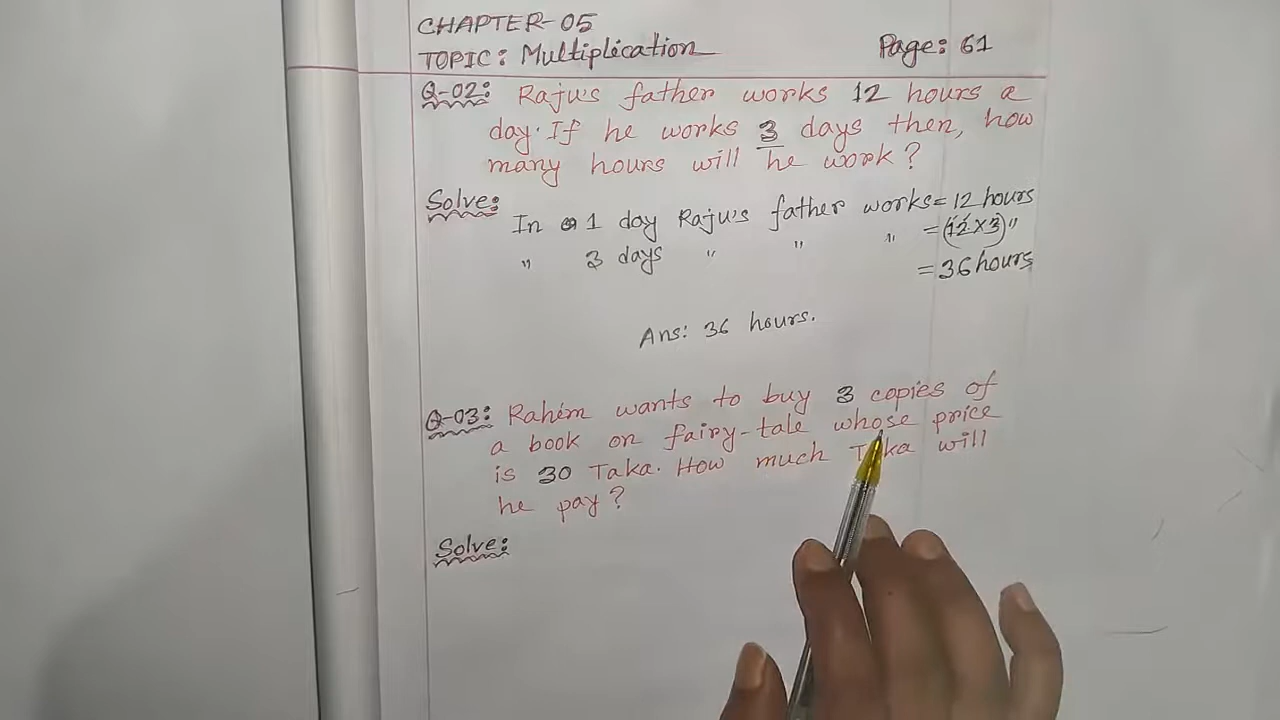 CHAPTER-05
TOPIC: Multiplication Page: 61
Q-02: Raju's father works 12 hours a
day. If he works 3 days then, how
many hours will he work?
Solve:
In 1 day Raju's father works = 12 hours
" 3 days " " " = (12×3) "
= 36 hours
Ans: 36 hours.
Q-03: Rahim wants to buy 3 copies of
a book on fairy-tale whose price
is 30 Taka. How much Taka will
he pay?
Solve: